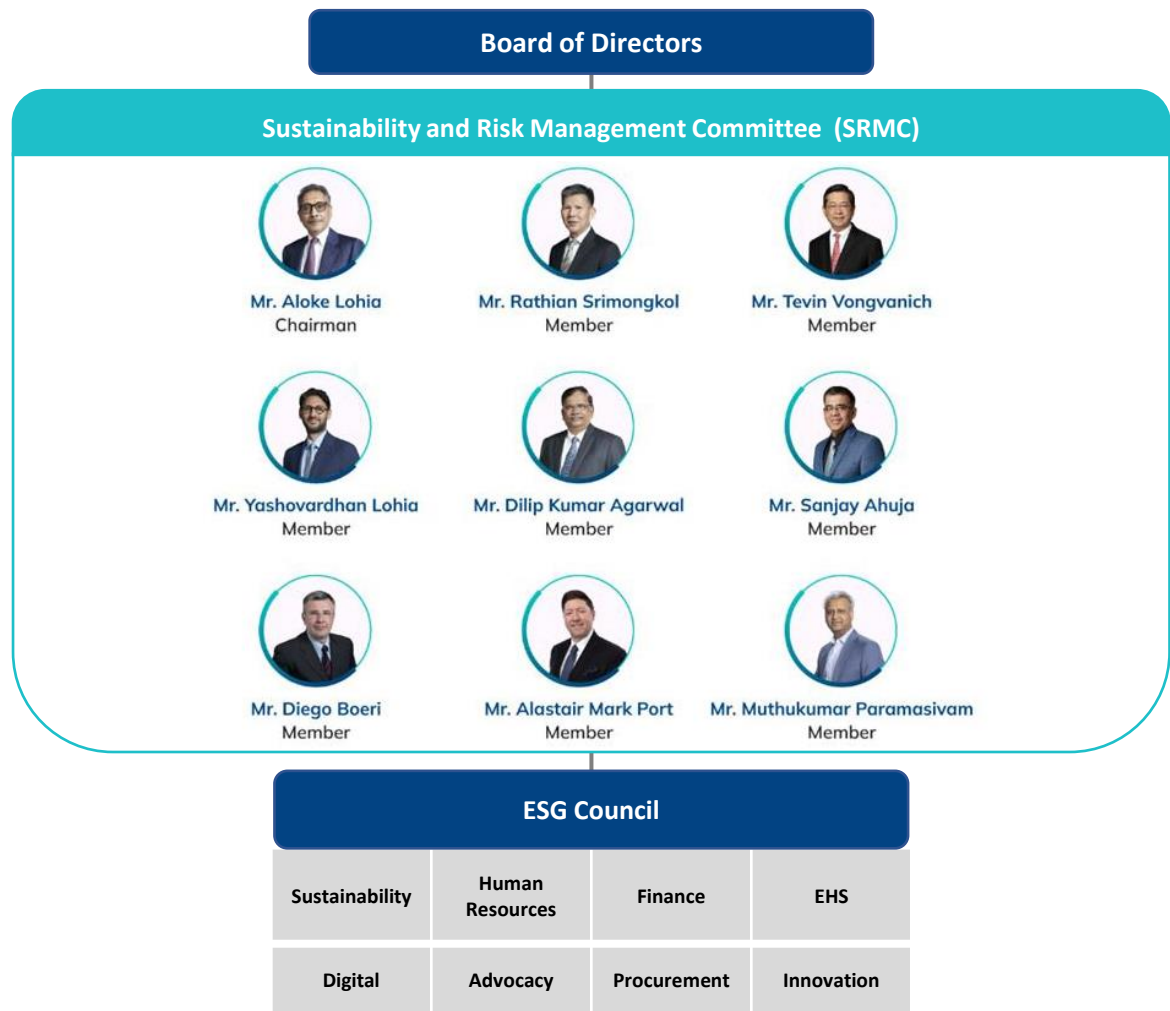 Board of Directors
Sustainability and Risk Management Committee (SRMC)
Mr. Aloke Lohia
Chairman
Mr. Rathian Srimongkol
Member
Mr. Tevin Vongvanich
Member
Mr. Yashovardhan Lohia
Member
Mr. Dilip Kumar Agarwal
Member
Mr. Sanjay Ahuja
Member
Mr. Diego Boeri
Member
Mr. Alastair Mark Port
Member
Mr. Muthukumar Paramasivam
Member
ESG Council
Sustainability
Human
Resources
Finance
EHS
Digital
Advocacy
Procurement
Innovation